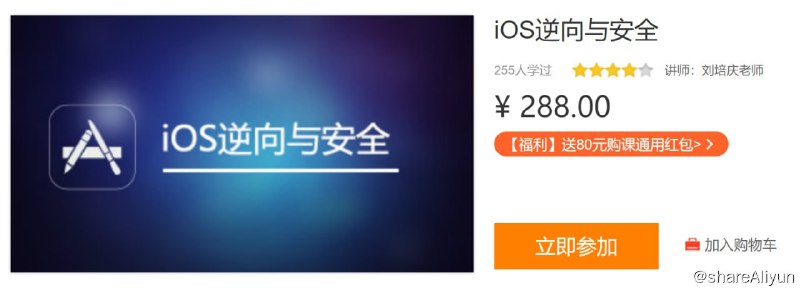 iOS逆向与安全
iOS逆向与安全
255人学过 讲师：刘培庆老师
¥ 288.00
【福利】送80元购课通用红包>
立即参加 加入购物车
@shareAliyun